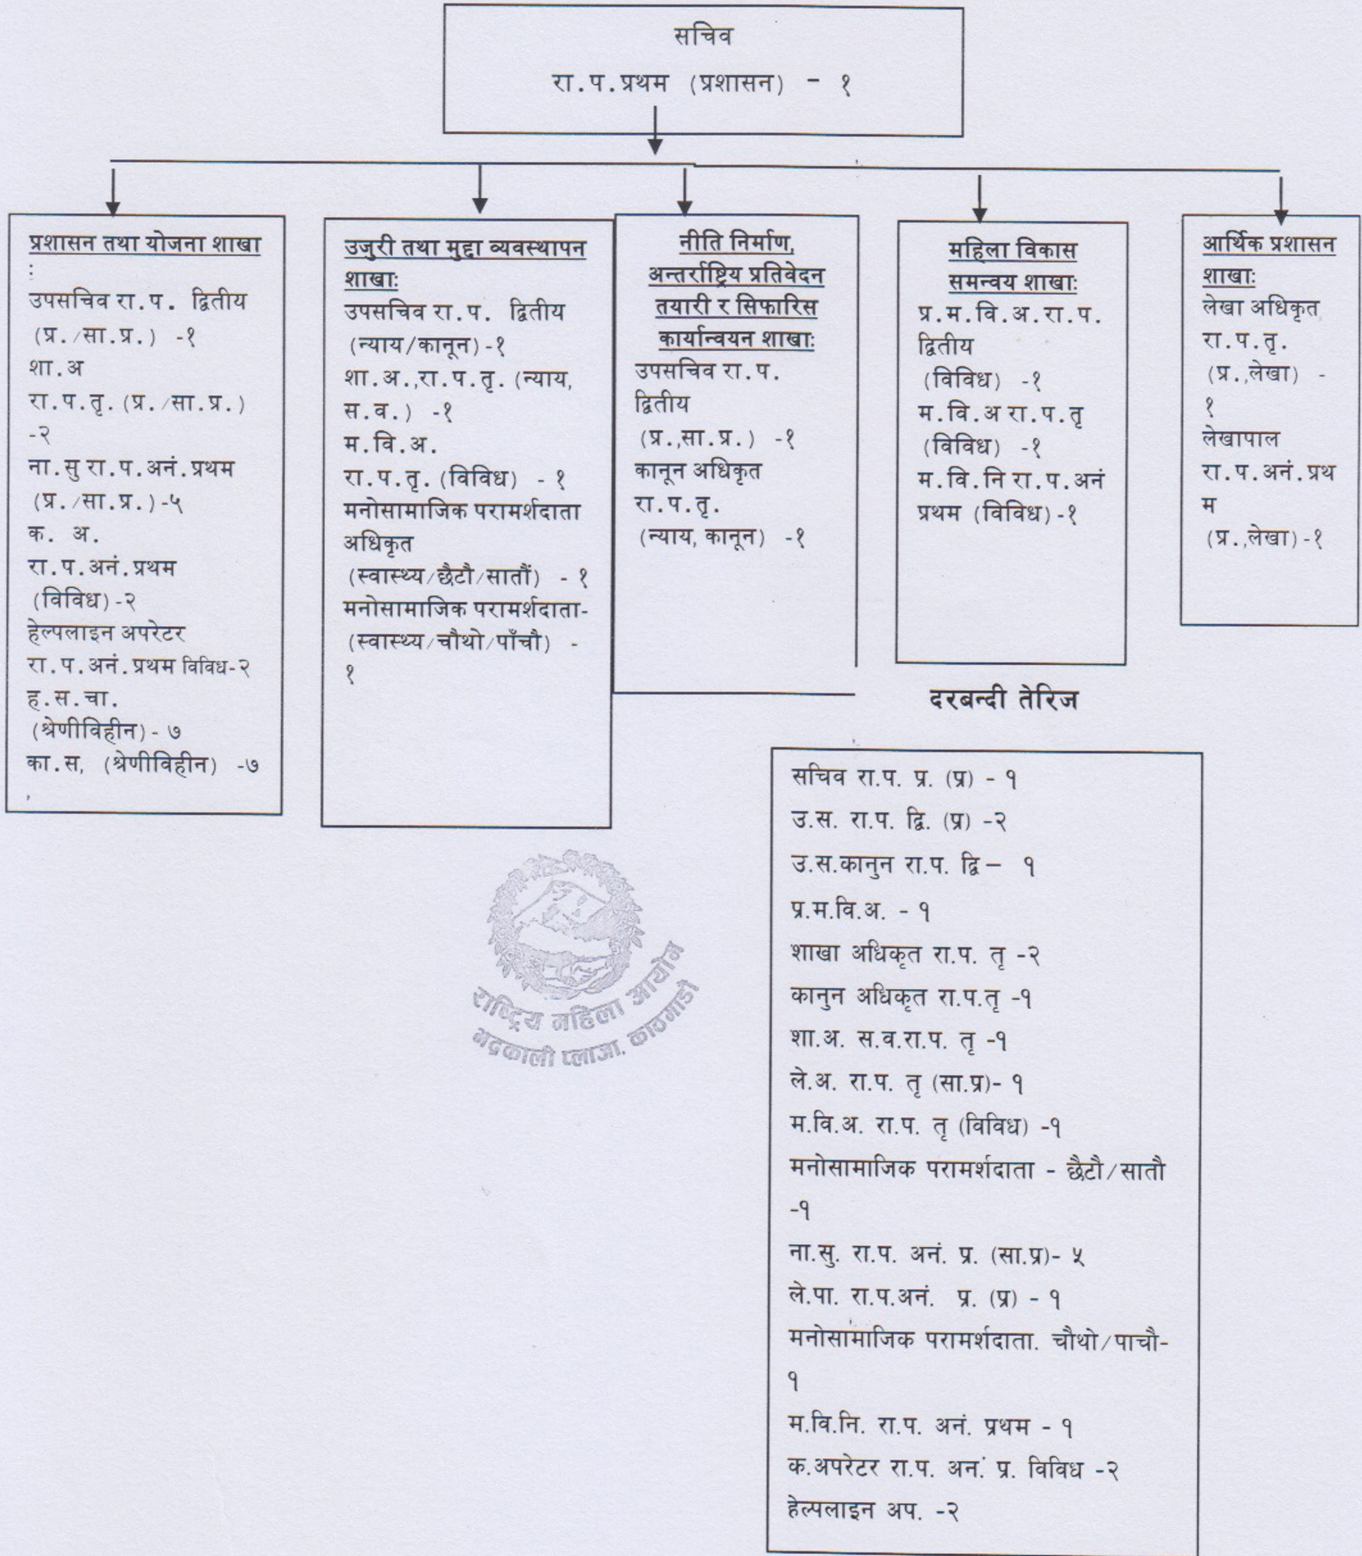 सचिव
रा.प.प्रथम (प्रशासन) - १
प्रशासन तथा योजना शाखा
:
उपसचिव रा.प. द्वितीय
(प्र./सा.प्र.) -१
शा.अ
रा.प.तृ.(प्र./सा.प्र.)
-२
ना.सु रा.प.अनं.प्रथम
(प्र./सा.प्र.)-५
क. अ.
रा.प.अनं.प्रथम
(विविध)-२
हेल्पलाइन अपरेटर
रा.प.अनं.प्रथम विविध-२
ह.स.चा.
(श्रेणीविहीन)- ७
का.स, (श्रेणीविहीन) -७
उजुरी तथा मुद्दा व्यवस्थापन
शाखाः
उपसचिव रा.प. द्वितीय
(न्याय/कानून)-१
शा.अ.,रा.प.तृ.(न्याय,
स.व.) -१
म.वि.अ.
रा.प.तृ.(विविध) - १
मनोसामाजिक परामर्शदाता
अधिकृत
(स्वास्थ्य/छैटौ/सातौं) - १
मनोसामाजिक परामर्शदाता-
(स्वास्थ्य/चौथो/पाँचौ) -
१
नीति निर्माण,
अन्तर्राष्ट्रिय प्रतिवेदन
तयारी र सिफारिस
कार्यान्वयन शाखाः
उपसचिव रा.प.
द्वितीय
(प्र.,सा.प्र.) -१
कानून अधिकृत
रा.प.तृ.
(न्याय, कानून) -१
महिला विकास
समन्वय शाखाः
प्र.म.वि.अ.रा.प.
द्वितीय
(विविध) -१
म.वि.अ रा.प.तृ
(विविध) -१
म.वि.नि रा.प.अनं
प्रथम (विविध)-१
आर्थिक प्रशासन
शाखाः
लेखा अधिकृत
रा.प.तृ.
(प्र.,लेखा) -
१
लेखापाल
रा.प.अनं.प्रथ
म
(प्र.,लेखा)-१
दरबन्दी तेरिज
सचिव रा.प. प्र. (प्र) - १
उ.स. रा.प. द्वि. (प्र) -२
उ.स.कानुन रा.प. द्वि – १
प्र.म.वि.अ. - १
शाखा अधिकृत रा.प. तृ -२
कानुन अधिकृत रा.प.तृ -१
शा.अ. स.व.रा.प. तृ -१
ले.अ. रा.प. तृ (सा.प्र)- १
म.वि.अ. रा.प. तृ (विविध) -१
मनोसामाजिक परामर्शदाता - छैटौ/सातौ
-१
ना.सु. रा.प. अनं. प्र. (सा.प्र)- ५
ले.पा. रा.प.अनं. प्र. (प्र) - १
मनोसामाजिक परामर्शदाता. चौथो/पाचौ-
१
म.वि.नि. रा.प. अनं. प्रथम - १
क.अपरेटर रा.प. अनं. प्र. विविध -२
हेल्पलाइन अप. -२
राष्ट्रिय महिला आयोग
भद्रकाली प्लाजा, काठमाडौं